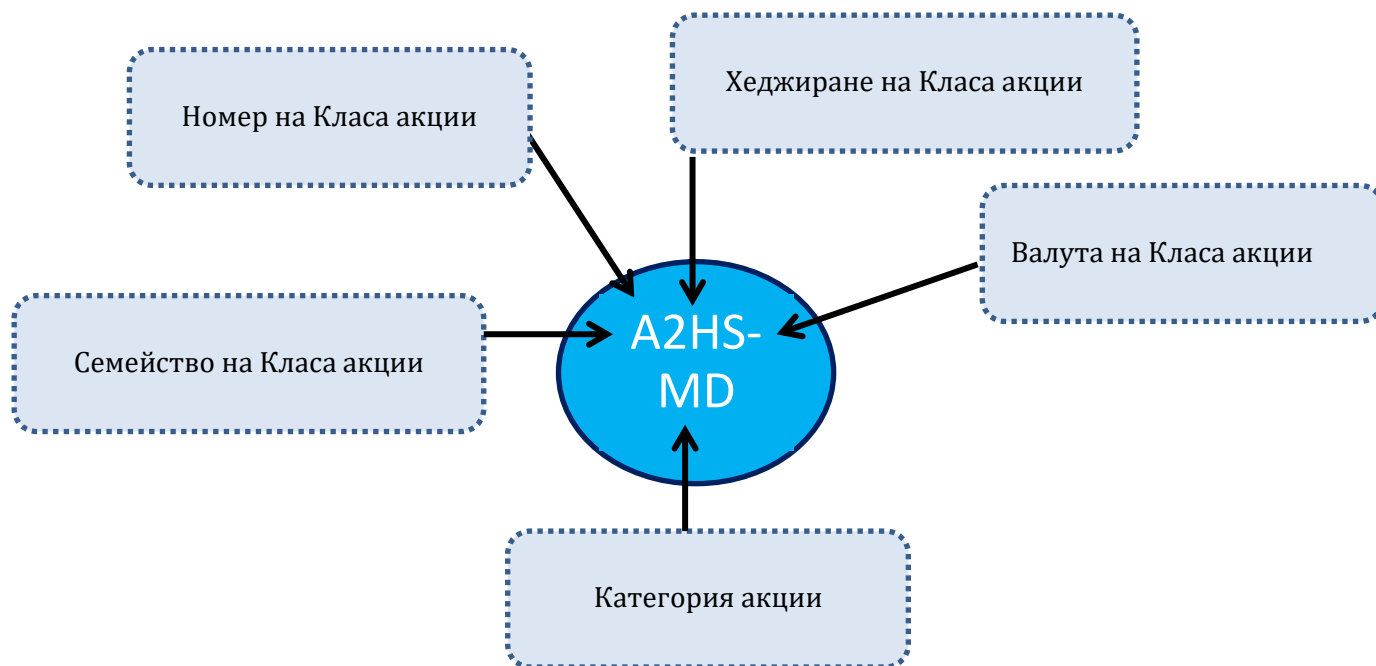 Хеджиране на Класа акции
Номер на Класа акции
Валута на Класа акции
Семейство на Класа акции
A2HS-
MD
Категория акции